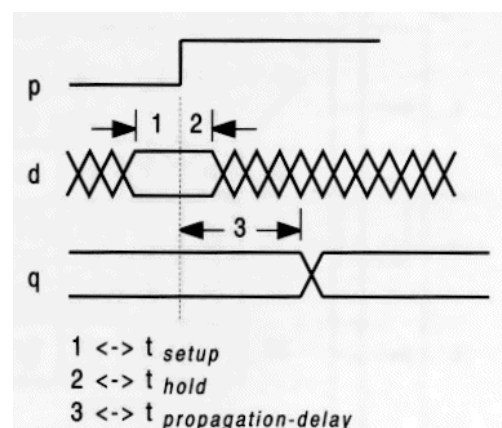 p
1 2
d
3
q
1 <-> t setup
2 <-> t hold
3 <-> t propagation-delay